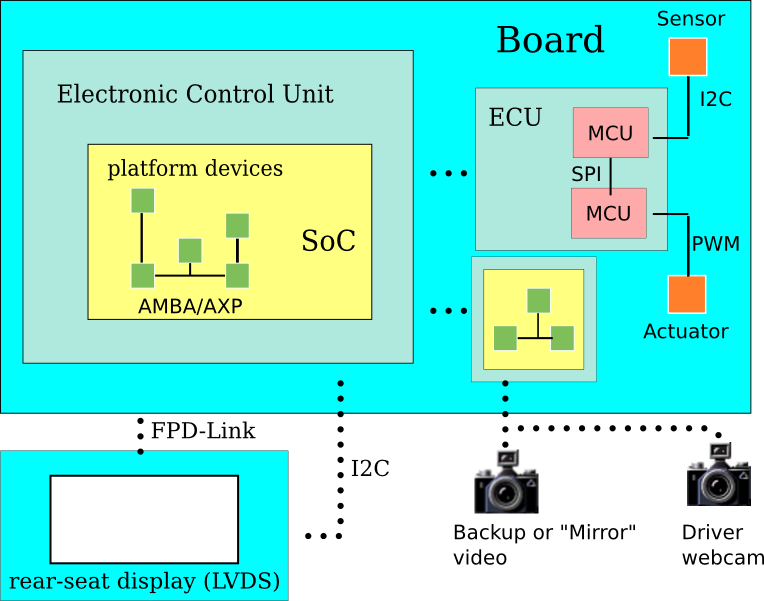 Board
Sensor
I2C
Electronic Control Unit
platform devices
SoC
AMBA/AXP
ECU
MCU
SPI
MCU
PWM
Actuator
FPD-Link
I2C
rear-seat display (LVDS)
Backup or "Mirror"
video
Driver
webcam